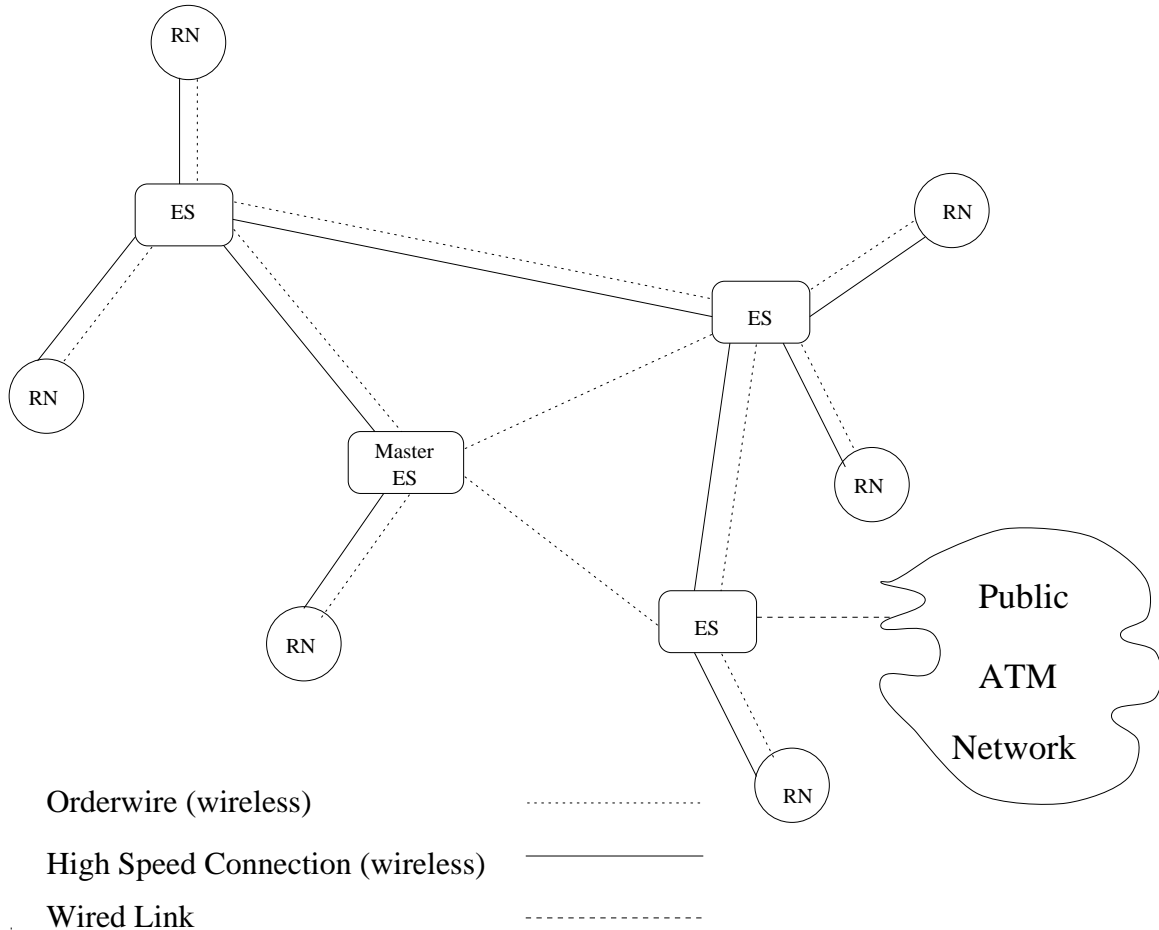 RN
ES
RN
ES
RN
Master
ES
RN
RN
ES
RN
RN
Public
ATM
Network
Orderwire (wireless)
High Speed Connection (wireless)
Wired Link